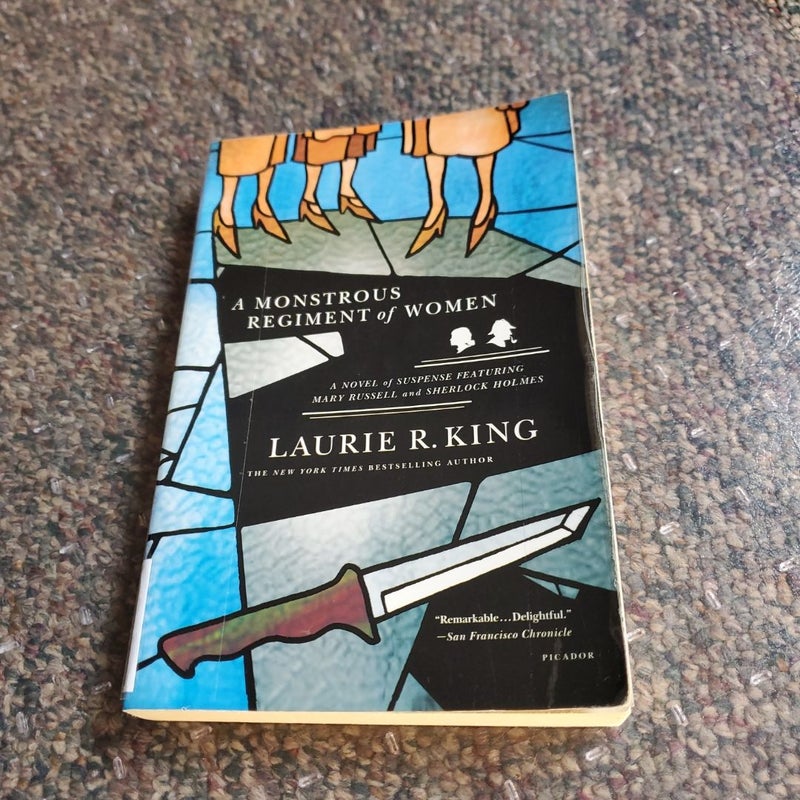 A MONSTROUS
REGIMENT of WOMEN
A NOVEL of SUSPENSE FEATURING
MARY RUSSELL and SHERLOCK HOLMES
LAURIE R. KING
THE NEW YORK TIMES BESTSELLING AUTHOR
“Remarkable...Delightful.”
—San Francisco Chronicle
PICADOR